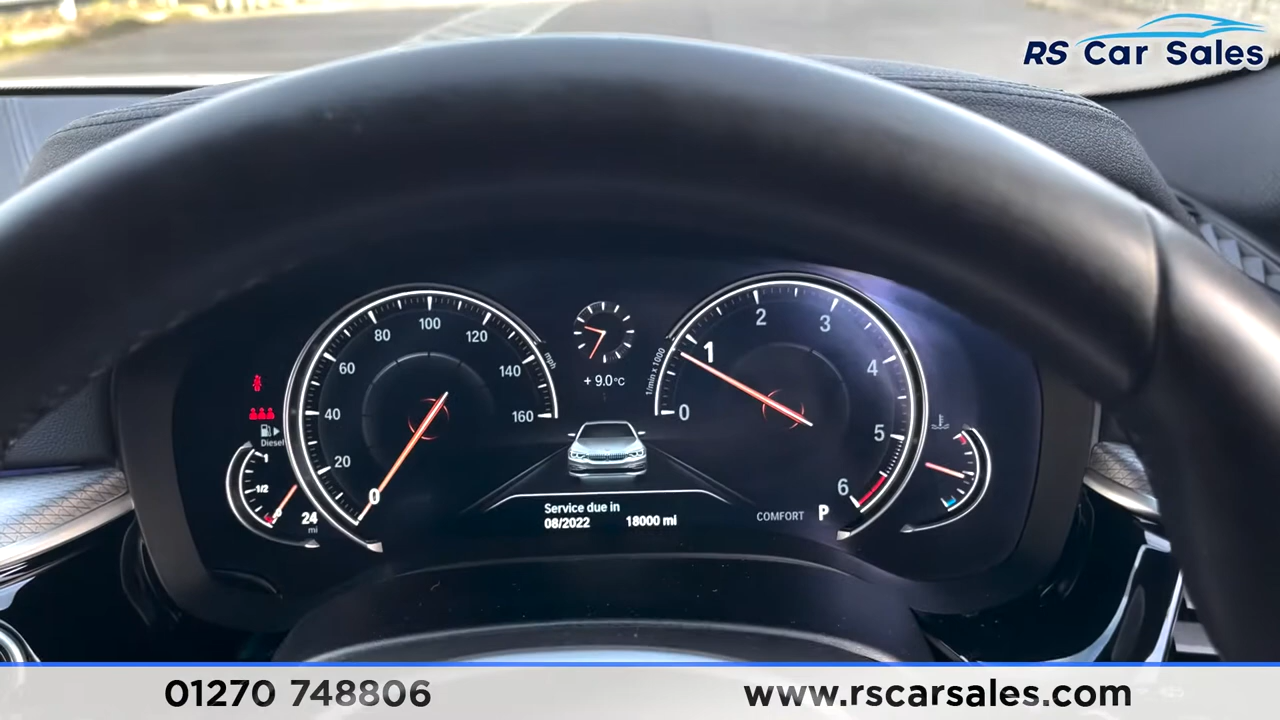 RS Car Sales
0
20
40
60
80
100
120
140
160
mph
+ 9.0°C
1/min x 1000
0
1
2
3
4
5
6
Diesel
1
1/2
0
24
mi
Service due in
08/2022 18000 mi
COMFORT P
01270 748806
www.rscarsales.com